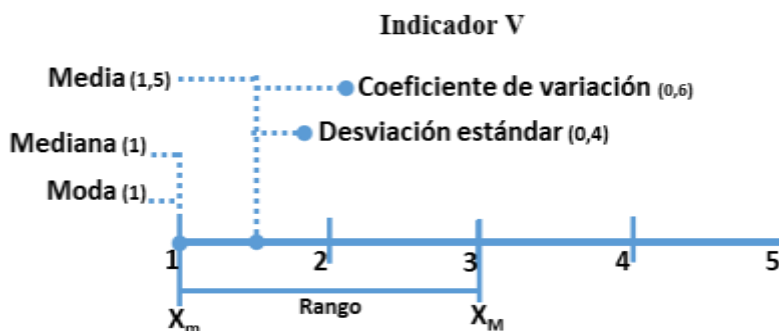 Indicador V
Media (1,5)
Coeficiente de variación (0,6)
Desviación estándar (0,4)
Mediana (1)
Moda (1)
1 2 3 4 5
Rango
Xm XM